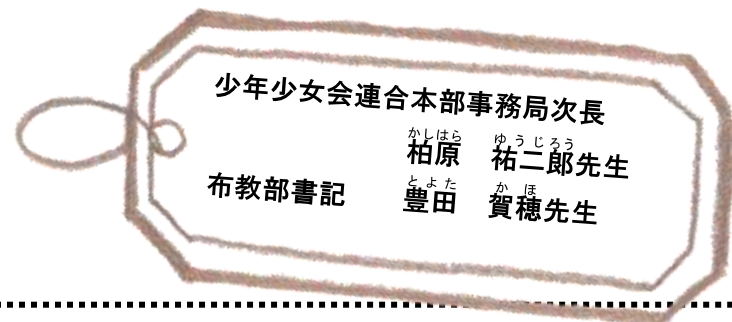 少年少女会連合本部事務局次長
かしはら ゆうじろう
柏原 祐二郎先生
とよた かほ
布教部書記 豊田 賀穂先生